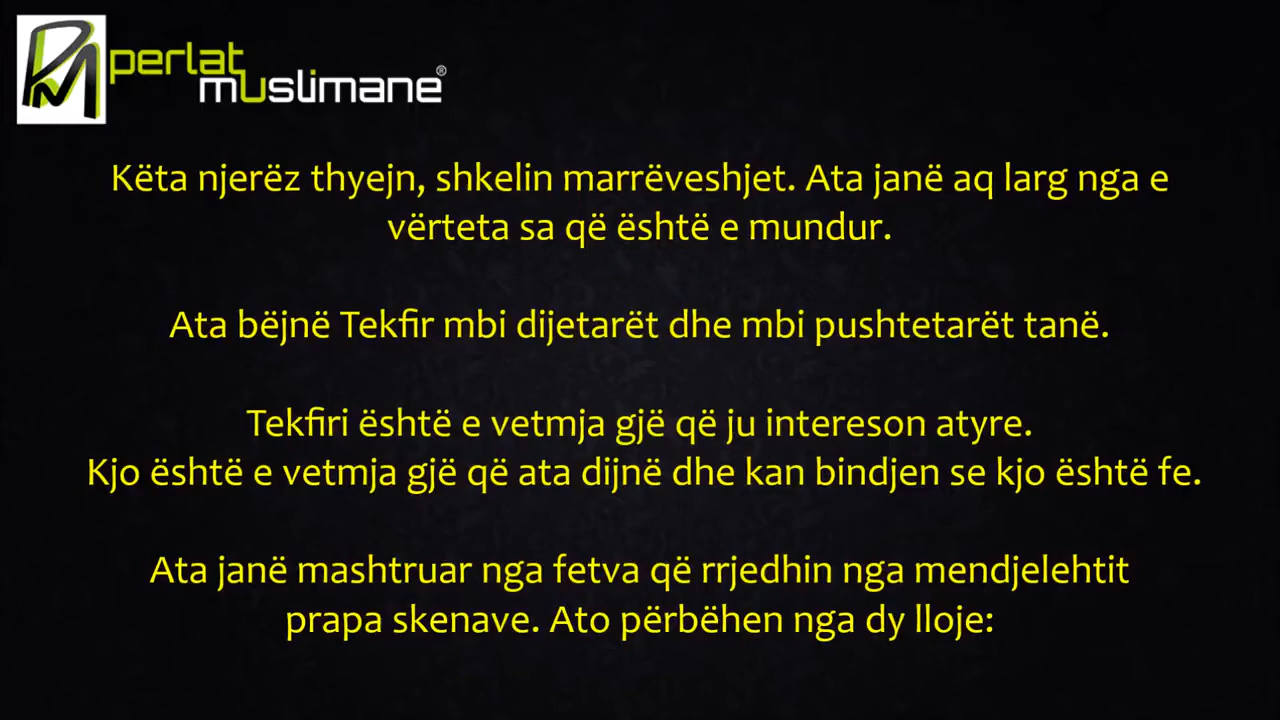 perlat
muslimane®
Këta njerëz thyejn, shkelin marrëveshjet. Ata janë aq larg nga e
vërteta sa që është e mundur.
Ata bëjnë Tekfir mbi dijetarët dhe mbi pushtetarët tanë.
Tekfiri është e vetmja gjë që ju intereson atyre.
Kjo është e vetmja gjë që ata dijnë dhe kan bindjen se kjo është fe.
Ata janë mashtruar nga fetva që rrjedhin nga mendjelehtit
prapa skenave. Ato përbëhen nga dy lloje: